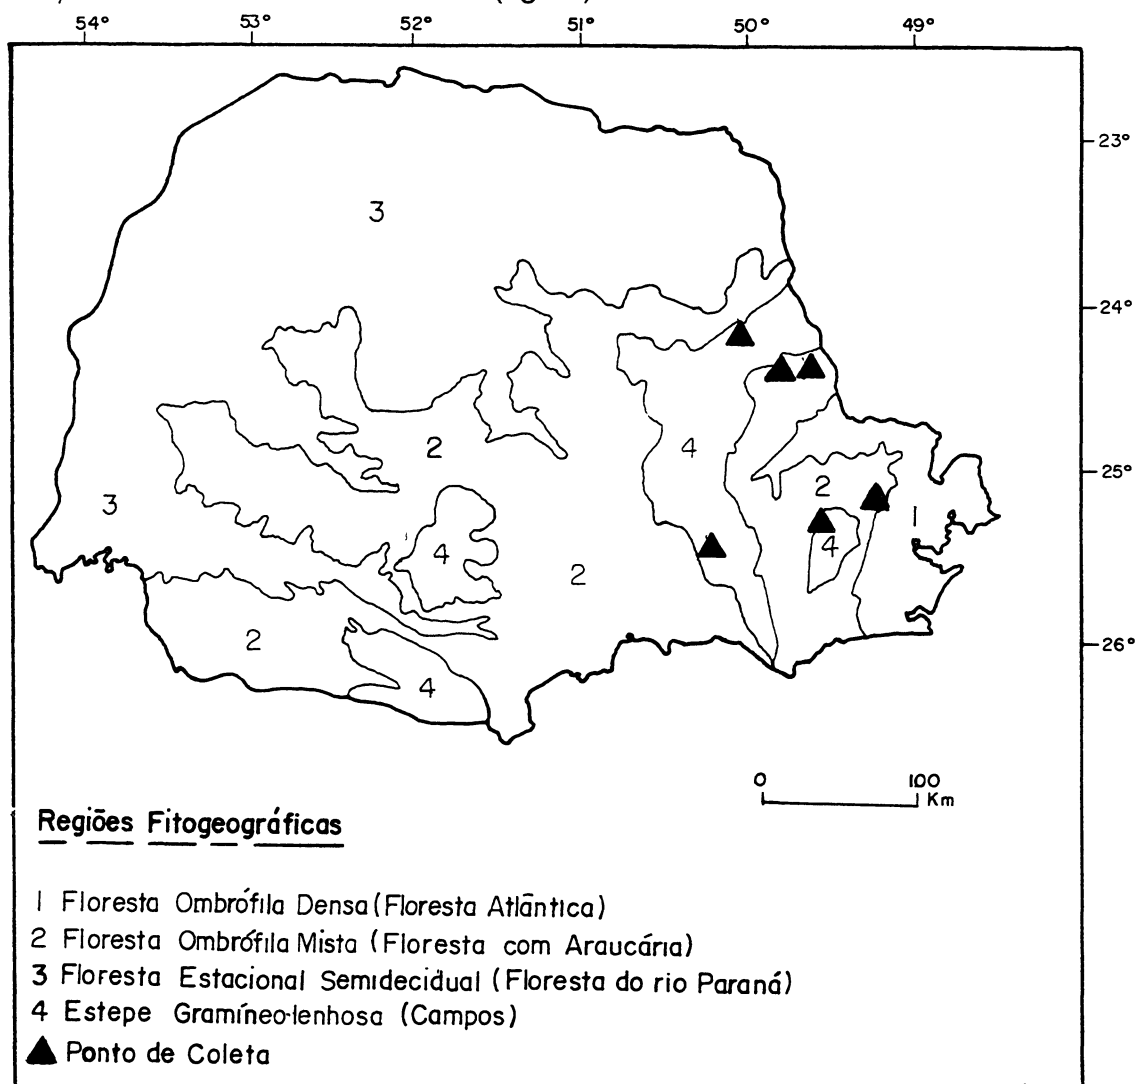 54° 53° 52° 51° 50° 49°
23°
3
24°
2
4
25°
2
3
1
4
4
2
2
26°
4
0 100
Km
Regiões Fitogeográficas
1 Floresta Ombrófila Densa (Floresta Atlântica)
2 Floresta Ombrófila Mista (Floresta com Araucária)
3 Floresta Estacional Semidecidual (Floresta do rio Paraná)
4 Estepe Gramíneo-lenhosa (Campos)
Ponto de Coleta